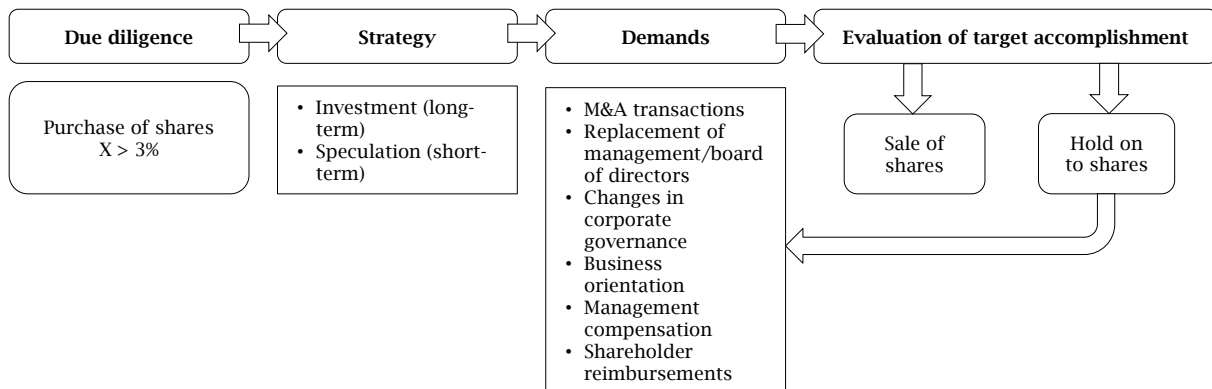 Due diligence
Strategy
Demands
Evaluation of target accomplishment
Purchase of shares
X > 3%
• Investment (long-
term)
• Speculation (short-
term)
• M&A transactions
• Replacement of
management/board
of directors
• Changes in
corporate
governance
• Business
orientation
• Management
compensation
• Shareholder
reimbursements
Sale of
shares
Hold on
to shares